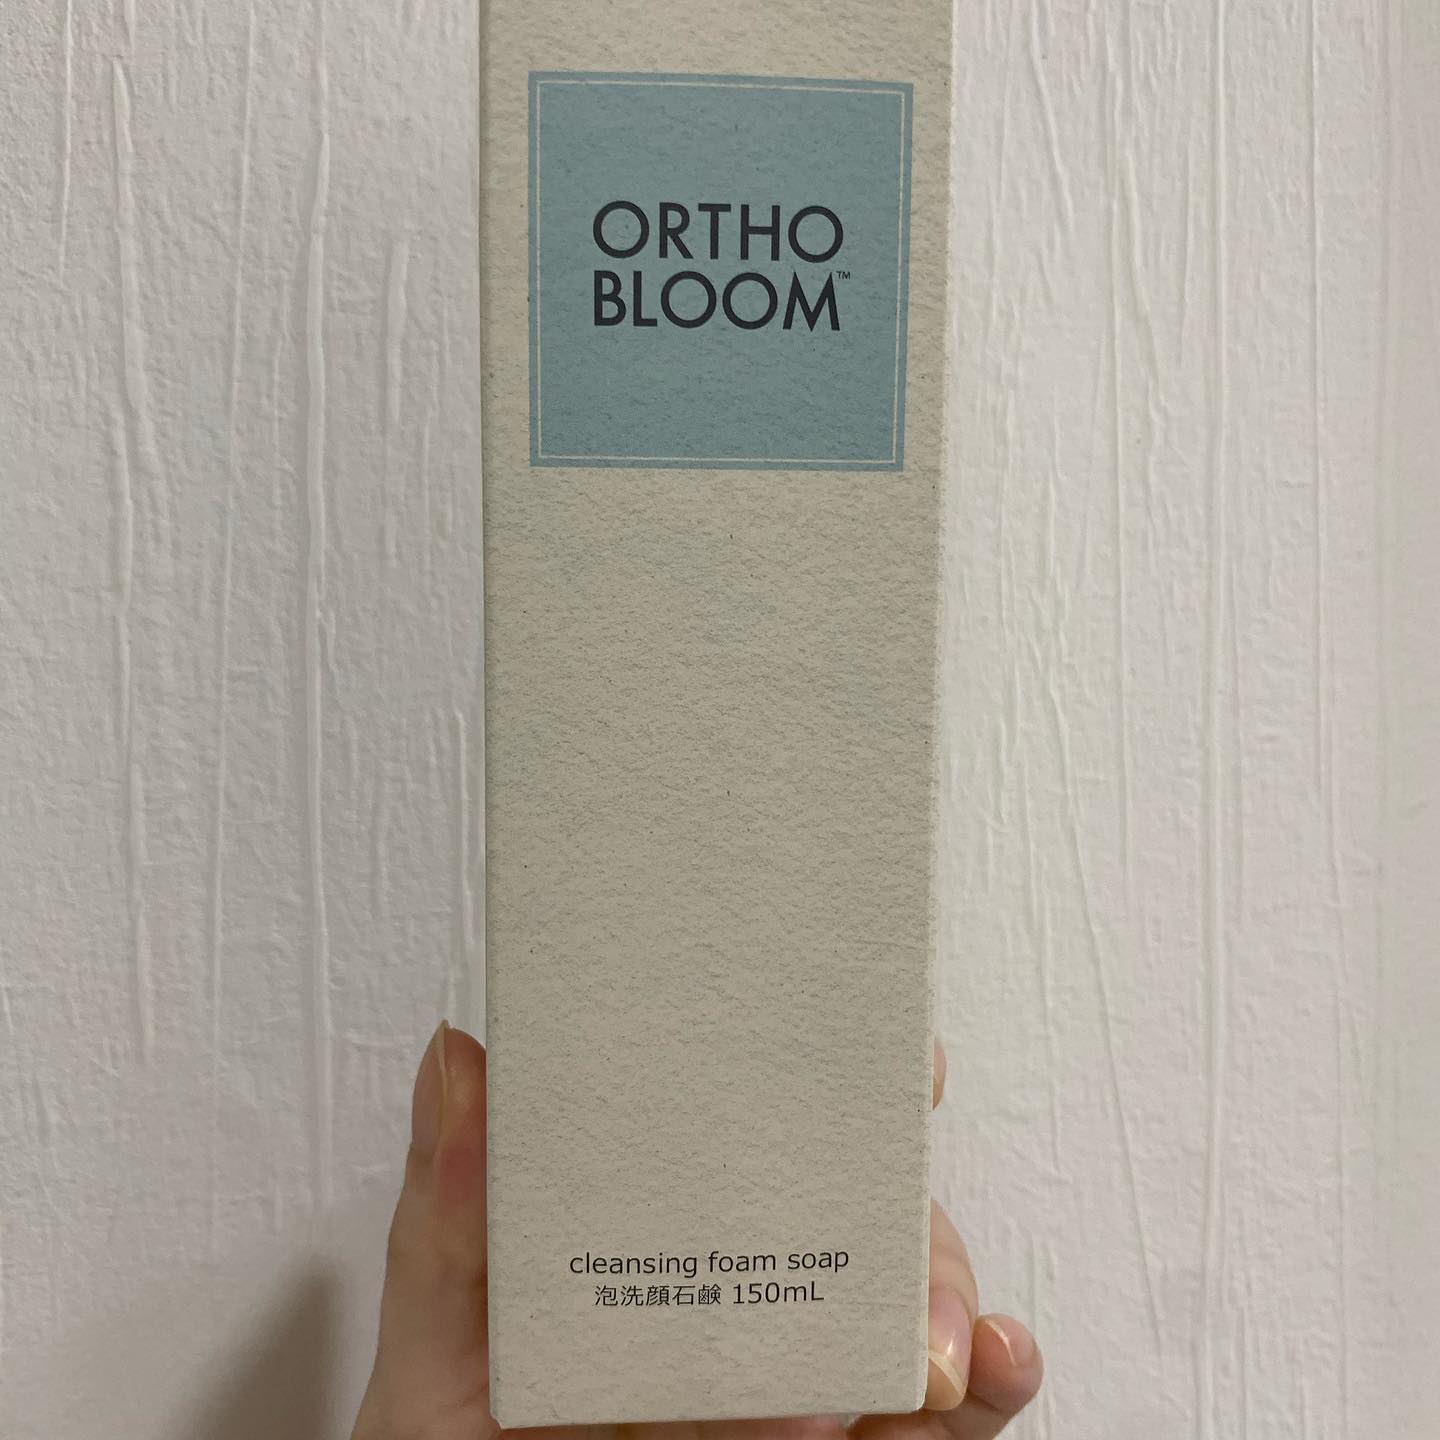 ORTHO
BLOOM™
cleansing foam soap
泡洗顔石鹸 150mL